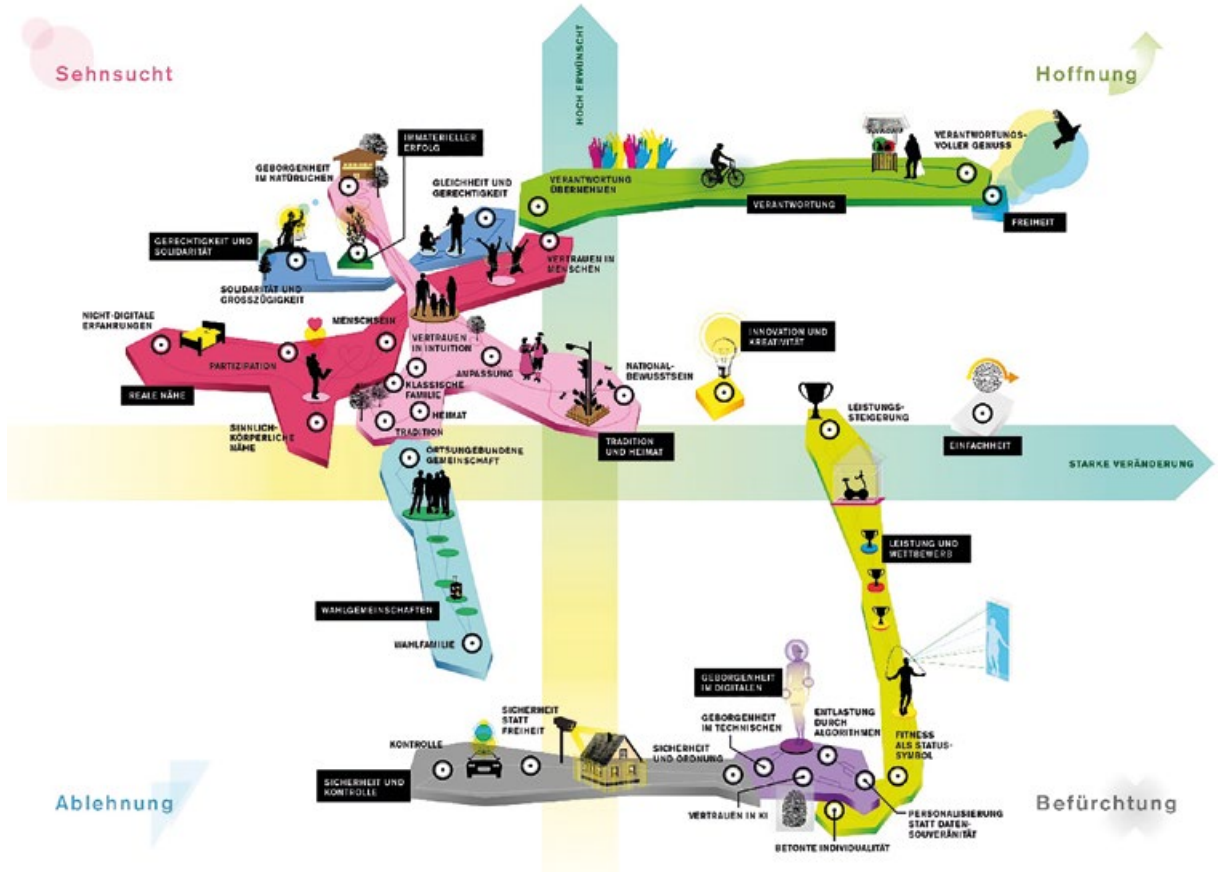 Sehnsucht
HOCH ERWÜNSCHT
Hoffnung
IMMATERIELLER
ERFOLG
VERANTWORTUNGS-
VOLLER GENUSS
GEBORGENHEIT
IM NATÜRLICHEN
GLEICHHEIT UND
GERECHTIGKEIT
VERANTWORTUNG
ÜBERNEHMEN
VERANTWORTUNG
FREIHEIT
GERECHTIGKEIT UND
SOLIDARITÄT
VERTRAUEN IN
MENSCHEN
SOLIDARITÄT UND
GROSSZÜGIGKEIT
NICHT-DIGITALE
ERFAHRUNGEN
MENSCHSEIN
VERTRAUEN
IN INTUITION
INNOVATION UND
KREATIVITÄT
PARTIZIPATION
ANPASSUNG
NATIONAL-
BEWUSTSEIN
KLASSISCHE
FAMILIE
REALE NÄHE
HEIMAT
LEISTUNGS-
STEIGERUNG
SINNLICH-
KÖRPERLICHE
NÄHE
TRADITION
TRADITION
UND HEIMAT
EINFACHHEIT
ORTSUNGEBUNDENE
GEMEINSCHAFT
STARKE VERÄNDERUNG
LEISTUNG UND
WETTBEWERB
WAHLGEMEINSCHAFTEN
WAHLFAMILIE
GEBORGENHEIT
IM DIGITALEN
SICHERHEIT
STATT
FREIHEIT
GEBORGENHEIT
IM TECHNISCHEN
ENTLASTUNG
DURCH
ALGORITHMEN
FITNESS
ALS STATUS-
SYMBOL
KONTROLLE
SICHERHEIT
UND ORDNUNG
SICHERHEIT UND
KONTROLLE
Ablehnung
Befürchtung
VERTRAUEN IN KI
PERSONALISIERUNG
STATT DATEN-
SOUVERÄNITÄT
BETONTE INDIVIDUALITÄT